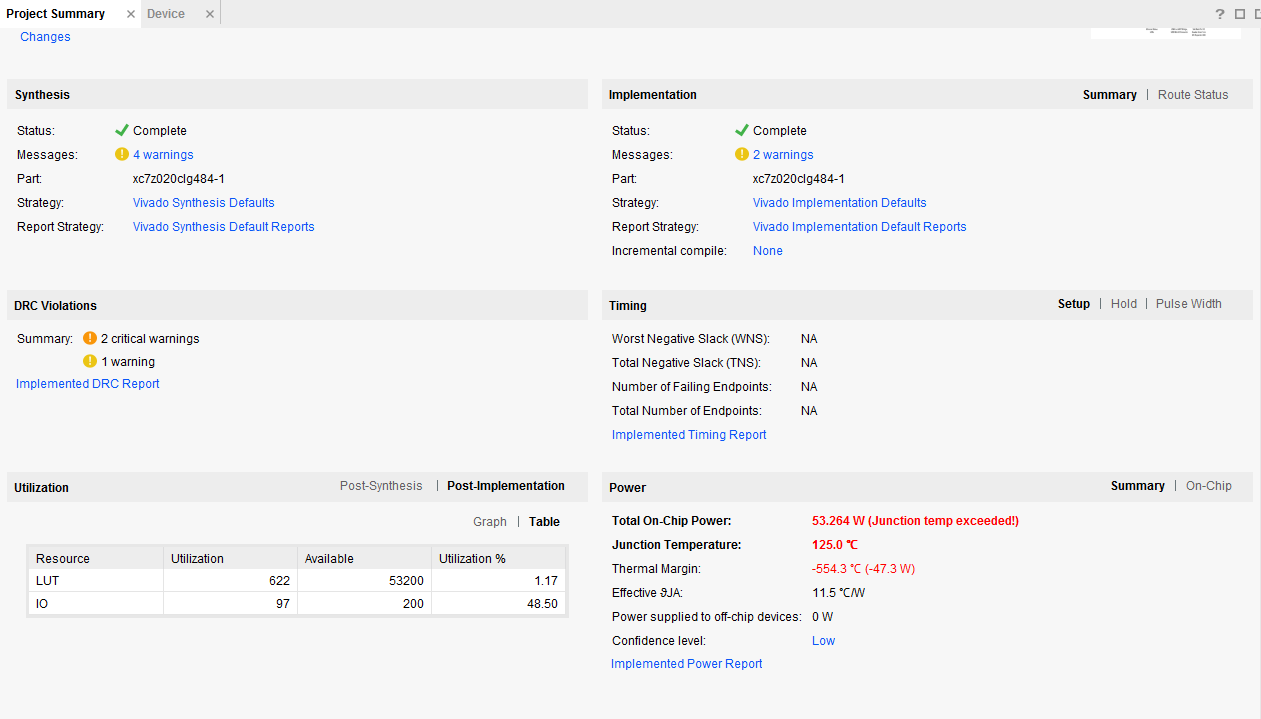 Project Summary × Device × ?
Changes
Synthesis
Status: Complete
Messages: 4 warnings
Part: xc7z020clg484-1
Strategy: Vivado Synthesis Defaults
Report Strategy: Vivado Synthesis Default Reports
Implementation Summary | Route Status
Status: Complete
Messages: 2 warnings
Part: xc7z020clg484-1
Strategy: Vivado Implementation Defaults
Report Strategy: Vivado Implementation Default Reports
Incremental compile: None
DRC Violations
Summary: 2 critical warnings
1 warning
Implemented DRC Report
Timing Setup | Hold | Pulse Width
Worst Negative Slack (WNS): NA
Total Negative Slack (TNS): NA
Number of Failing Endpoints: NA
Total Number of Endpoints: NA
Implemented Timing Report
Utilization Post-Synthesis | Post-Implementation
Graph | Table
Resource Utilization Available Utilization %
LUT 622 53200 1.17
IO 97 200 48.50
Power Summary | On-Chip
Total On-Chip Power: 53.264 W (Junction temp exceeded!)
Junction Temperature: 125.0 ℃
Thermal Margin: -554.3 ℃ (-47.3 W)
Effective ϑJA: 11.5 ℃/W
Power supplied to off-chip devices: 0 W
Confidence level: Low
Implemented Power Report